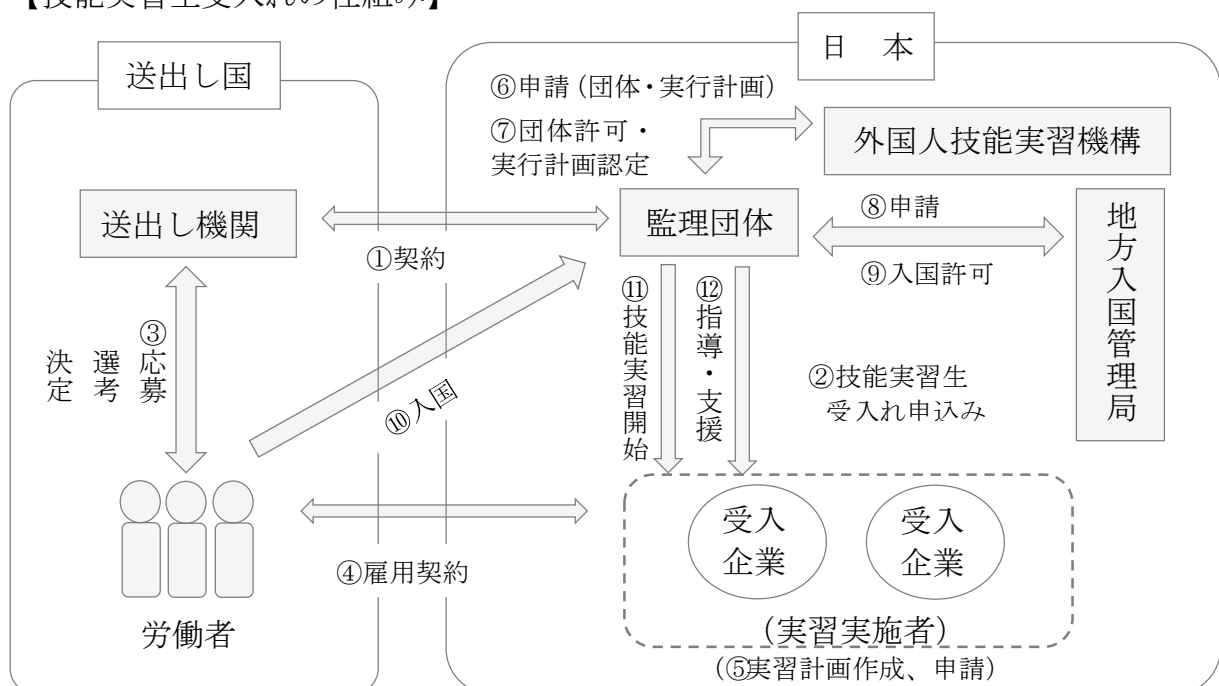 【技能実習生受入れの仕組み】
日 本
送出し国
⑥申請(団体・実行計画)
⑦団体許可・
実行計画認定
外国人技能実習機構
送出し機関
監理団体
⑧申請
⑨入国許可
地方入国管理局
①契約
③応募
選考
決定
⑩入国
⑪技能実習開始
⑫指導・支援
②技能実習生
受入れ申込み
受入
企業
受入
企業
④雇用契約
労働者
(実習実施者)
(⑤実習計画作成、申請)